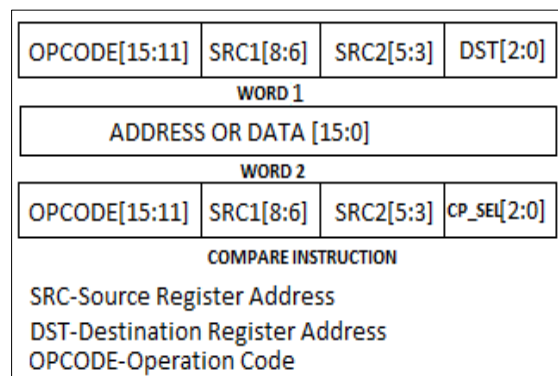 OPCODE[15:11] SRC1[8:6] SRC2[5:3] DST[2:0]
WORD 1
ADDRESS OR DATA [15:0]
WORD 2
OPCODE[15:11] SRC1[8:6] SRC2[5:3] CP_SEL[2:0]
COMPARE INSTRUCTION
SRC-Source Register Address
DST-Destination Register Address
OPCODE-Operation Code